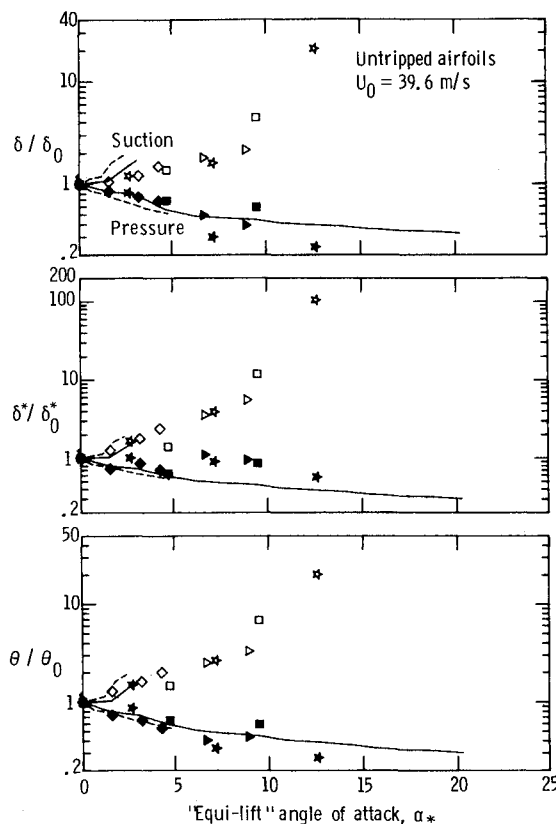 40
10
δ / δ0
1
.2
Untripped airfoils
U0 = 39.6 m/s
Suction
Pressure
200
100
10
δ*/ δ0*
1
.2
50
10
θ / θ0
1
.2
0 5 10 15 20 25
"Equi-lift" angle of attack, α*